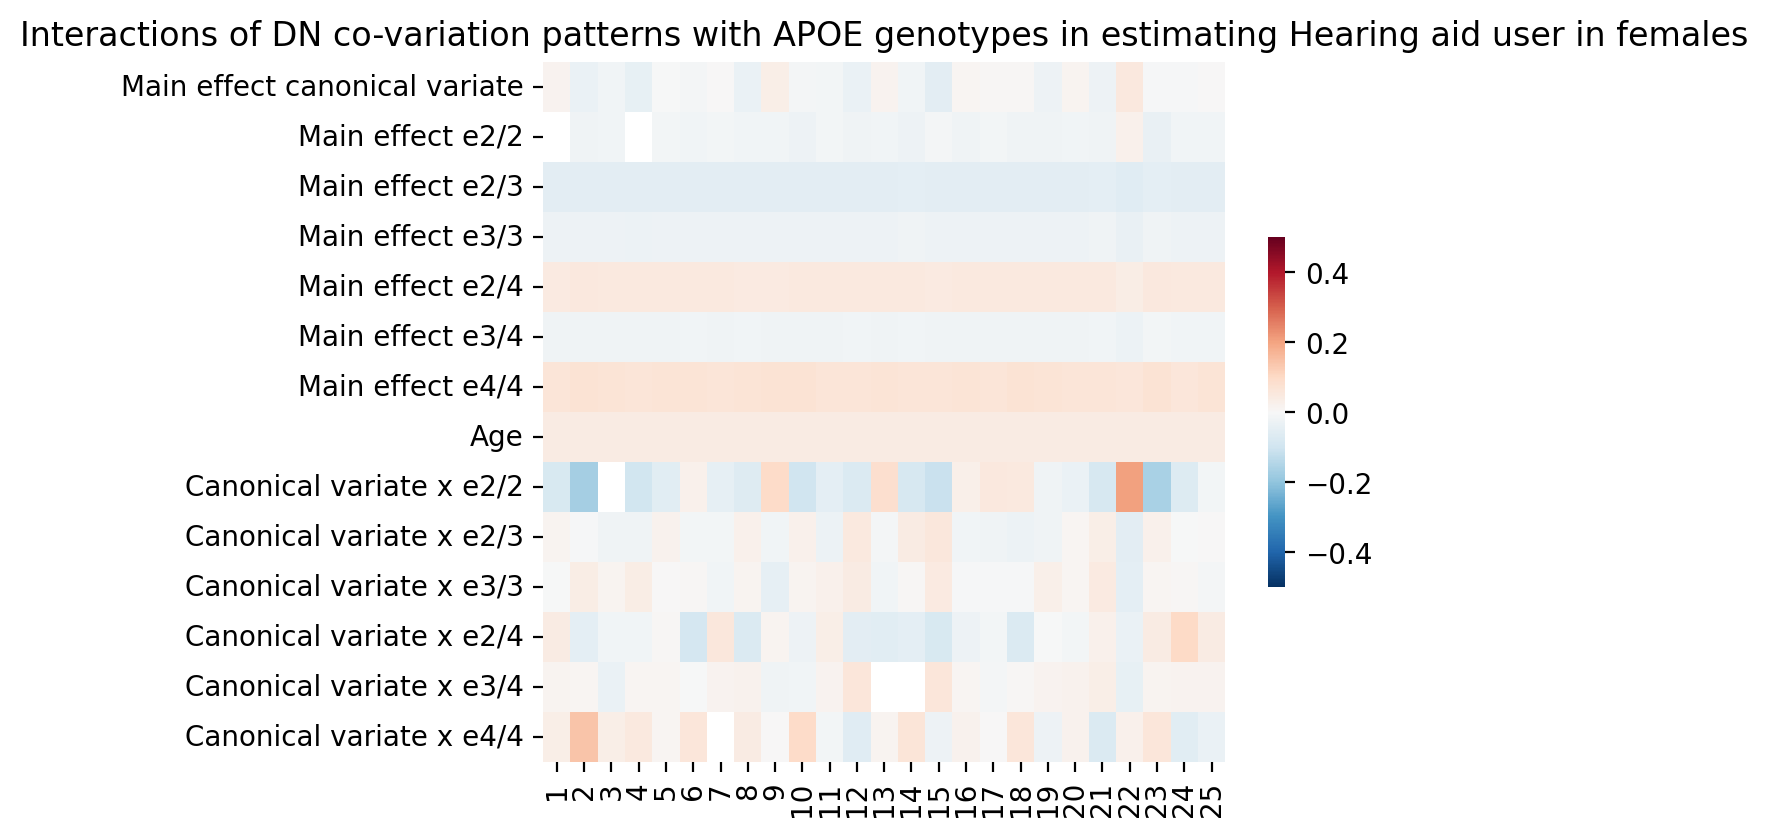 Interactions of DN co-variation patterns with APOE genotypes in estimating Hearing aid user in females
Main effect canonical variate
Main effect e2/2
Main effect e2/3
Main effect e3/3
Main effect e2/4
Main effect e3/4
Main effect e4/4
Age
Canonical variate x e2/2
Canonical variate x e2/3
Canonical variate x e3/3
Canonical variate x e2/4
Canonical variate x e3/4
Canonical variate x e4/4
1 2 3 4 5 6 7 8 9 10 11 12 13 14 15 16 17 18 19 20 21 22 23 24 25
0.4
0.2
0.0
−0.2
−0.4